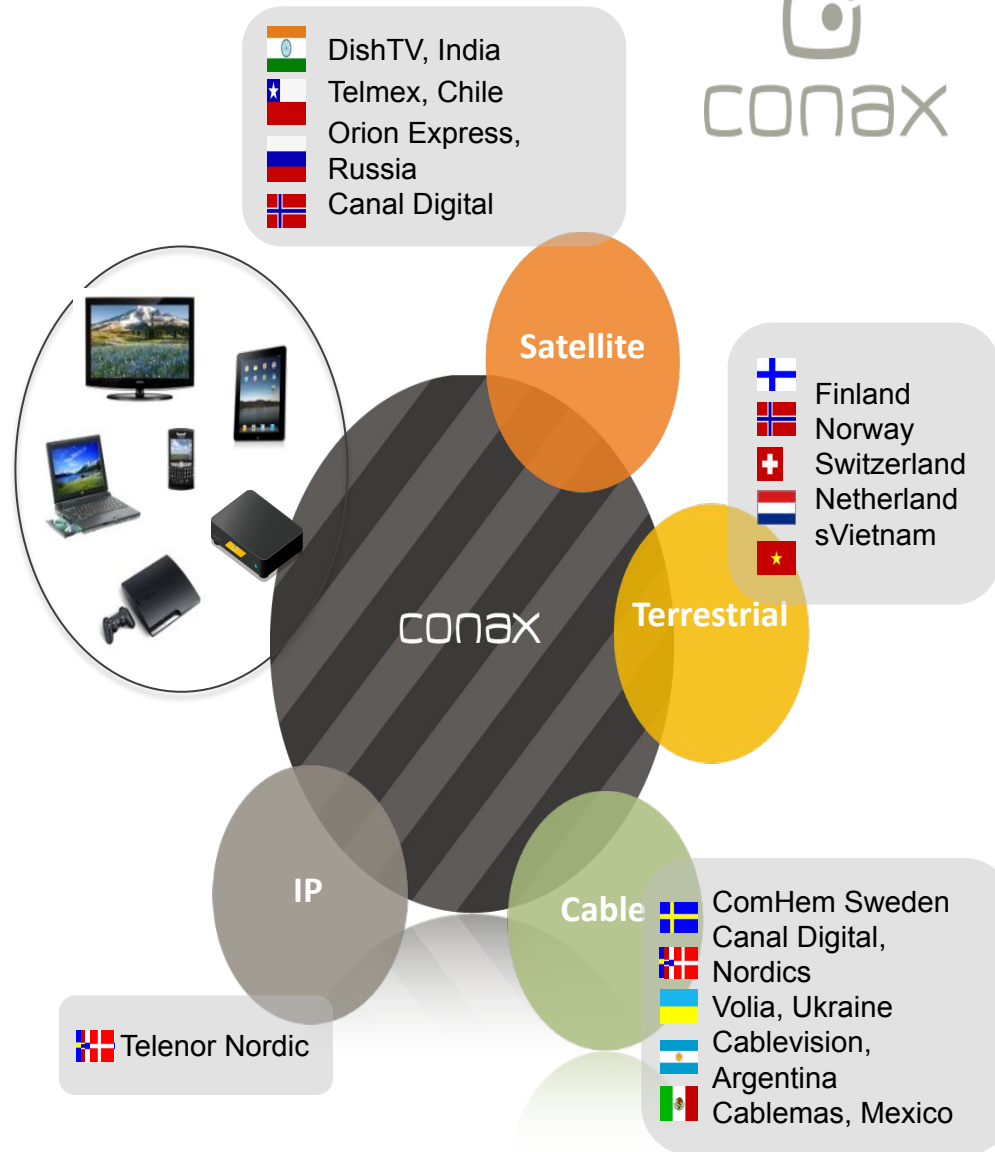 DishTV, India
Telmex, Chile
Orion Express,
Russia
Canal Digital
conax
Satellite
Finland
Norway
Switzerland
Netherland
sVietnam
Terrestrial
conax
IP
Cable
ComHem Sweden
Canal Digital,
Nordics
Volia, Ukraine
Cablevision,
Argentina
Cablemas, Mexico
Telenor Nordic